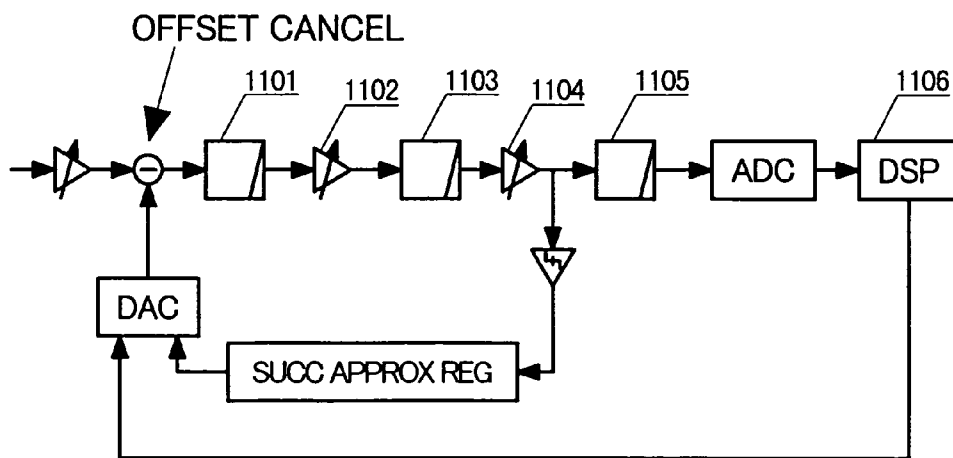 OFFSET CANCEL
1101
1102
1103
1104
1105
1106
ADC
DSP
DAC
SUCC APPROX REG